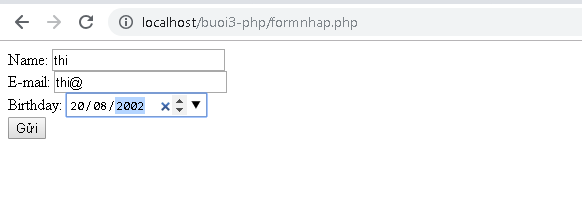 localhost/buoi3-php/formnhap.php
Name: thi
E-mail: thi@
Birthday: 20/08/2002
Gửi